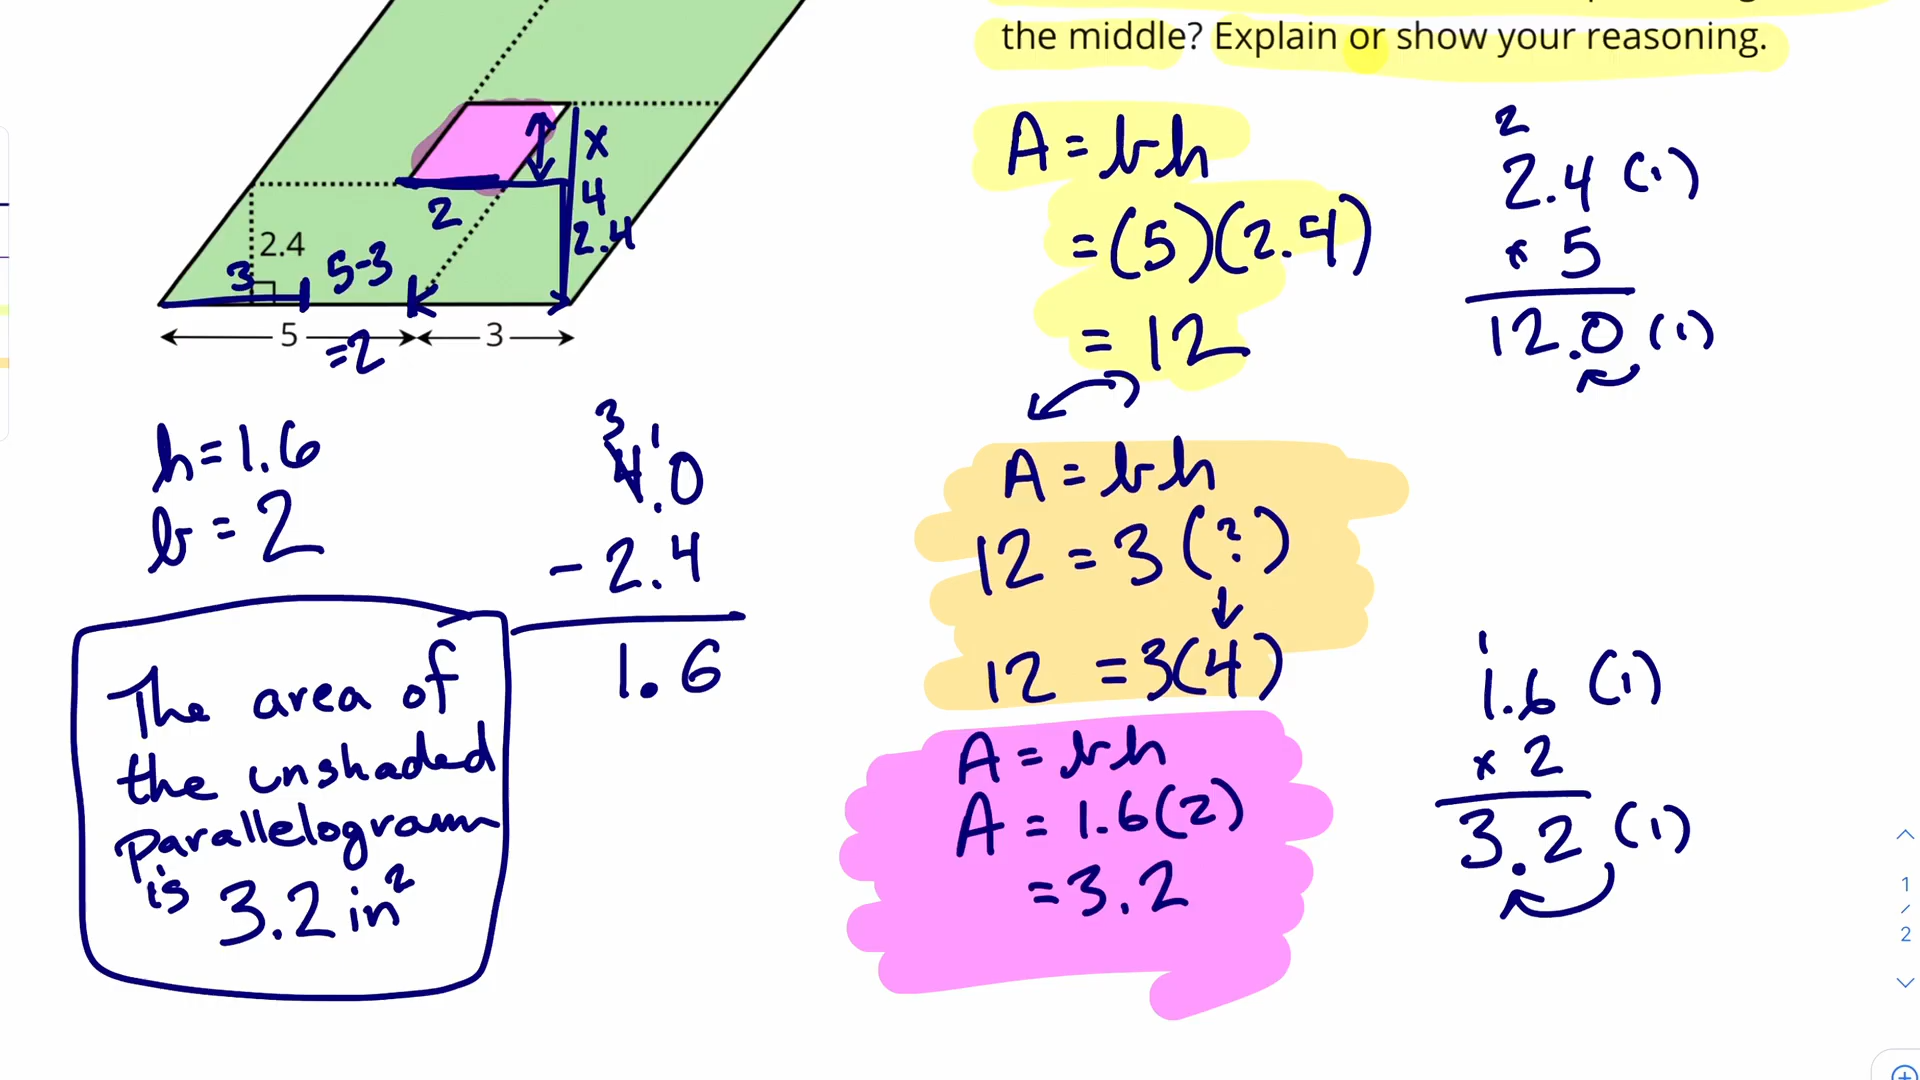 the middle? Explain or show your reasoning.
x
4
2.4
2
2.4
3
5-3
5
=2
3
A = bh
= (5)(2.4)
= 12
2
2.4 (1)
x 5
12.0 (1)
h = 1.6
b = 2
3 1
4.0
- 2.4
1.6
A = bh
12 = 3 (?)
12 = 3(4)
A = bh
A = 1.6(2)
= 3.2
1
1.6 (1)
x 2
3.2 (1)
The area of
the unshaded
parallelogram
is 3.2 in²
1
/
2